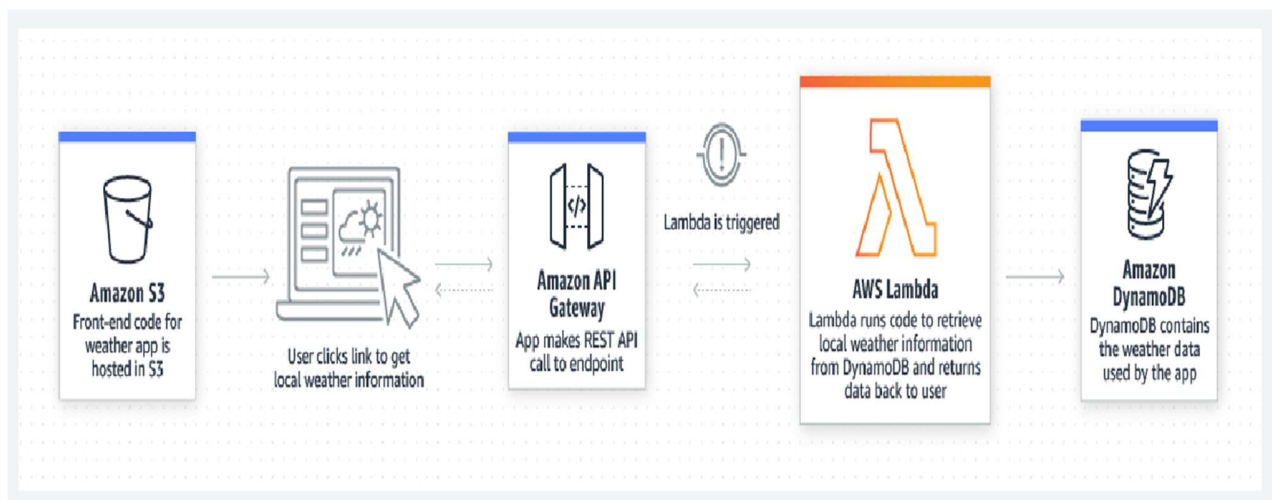 Amazon S3
Front-end code for
weather app is
hosted in S3
User clicks link to get
local weather information
</>
Amazon API
Gateway
App makes REST API
call to endpoint
Lambda is triggered
AWS Lambda
Lambda runs code to retrieve
local weather information
from DynamoDB and returns
data back to user
Amazon
DynamoDB
DynamoDB contains
the weather data
used by the app